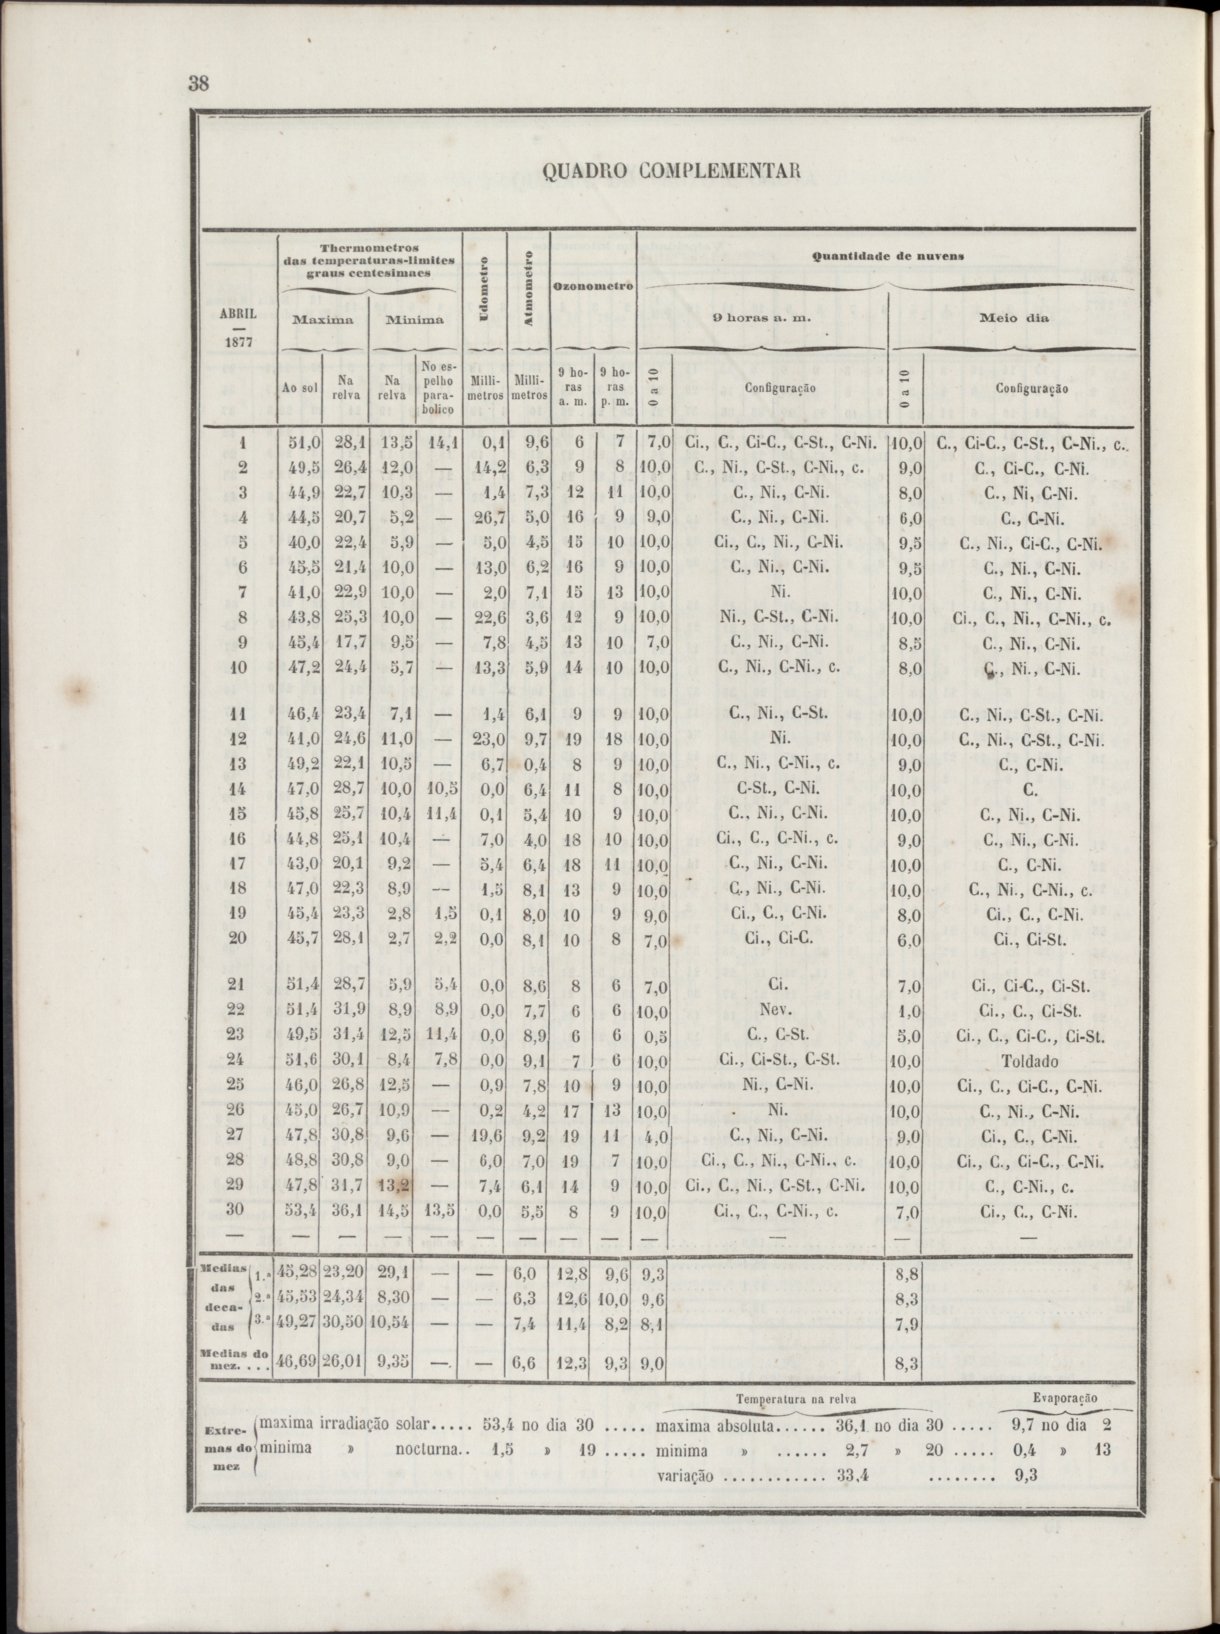 38
QUADRO COMPLEMENTAR
ABRIL
—
1877
Thermometros
das temperaturas-limites
graus centesimaes
Maxima
Minima
Ao sol
Na relva
Na relva
No espelho parabolico
Udometro
Millimetros
Atmometro
Millimetros
Ozonometro
9 horas a. m.
9 horas p. m.
Quantidade de nuvens
9 horas a. m.
Meio dia
0 a 10
Configuração
0 a 10
Configuração
1 51,0 28,1 13,5 14,1 0,1 9,6 6 7 7,0 Ci., C., Ci-C., C-St., C-Ni. 10,0 C., Ci-C., C-St., C-Ni., c.
2 49,5 26,4 12,0 — 14,2 6,3 9 8 10,0 C., Ni., C-St., C-Ni., c. 9,0 C., Ci-C., C-Ni.
3 44,9 22,7 10,3 — 1,4 7,3 12 11 10,0 C., Ni., C-Ni. 8,0 C., Ni, C-Ni.
4 44,5 20,7 5,2 — 26,7 5,0 16 9 9,0 C., Ni., C-Ni. 6,0 C., C-Ni.
5 40,0 22,4 5,9 — 5,0 4,5 15 10 10,0 Ci., C., Ni., C-Ni. 9,5 C., Ni., Ci-C., C-Ni.
6 45,5 21,4 10,0 — 13,0 6,2 16 9 10,0 C., Ni., C-Ni. 9,5 C., Ni., C-Ni.
7 41,0 22,9 10,0 — 2,0 7,1 15 13 10,0 Ni. 10,0 C., Ni., C-Ni.
8 43,8 25,3 10,0 — 22,6 3,6 12 9 10,0 Ni., C-St., C-Ni. 10,0 Ci., C., Ni., C-Ni., c.
9 45,4 17,7 9,5 — 7,8 4,5 13 10 7,0 C., Ni., C-Ni. 8,5 C., Ni., C-Ni.
10 47,2 24,4 5,7 — 13,3 5,9 14 10 10,0 C., Ni., C-Ni., c. 8,0 C., Ni., C-Ni.
11 46,4 23,4 7,1 — 1,4 6,1 9 9 10,0 C., Ni., C-St. 10,0 C., Ni., C-St., C-Ni.
12 41,0 24,6 11,0 — 23,0 9,7 19 18 10,0 Ni. 10,0 C., Ni., C-St., C-Ni.
13 49,2 22,1 10,5 — 6,7 0,4 8 9 10,0 C., Ni., C-Ni., c. 9,0 C., C-Ni.
14 47,0 28,7 10,0 10,5 0,0 6,4 11 8 10,0 C-St., C-Ni. 10,0 C.
15 45,8 25,7 10,4 11,4 0,1 5,4 10 9 10,0 C., Ni., C-Ni. 10,0 C., Ni., C-Ni.
16 44,8 25,1 10,4 — 7,0 4,0 18 10 10,0 Ci., C., C-Ni., c. 9,0 C., Ni., C-Ni.
17 43,0 20,1 9,2 — 5,4 6,4 18 11 10,0 C., Ni., C-Ni. 10,0 C., C-Ni.
18 47,0 22,3 8,9 — 1,5 8,1 13 9 10,0 C., Ni., C-Ni. 10,0 C., Ni., C-Ni., c.
19 45,4 23,3 2,8 1,5 0,1 8,0 10 9 9,0 Ci., C., C-Ni. 8,0 Ci., C., C-Ni.
20 45,7 28,1 2,7 2,2 0,0 8,1 10 8 7,0 Ci., Ci-C. 6,0 Ci., Ci-St.
21 51,4 28,7 5,9 5,4 0,0 8,6 8 6 7,0 Ci. 7,0 Ci., Ci-C., Ci-St.
22 51,4 31,9 8,9 8,9 0,0 7,7 6 6 10,0 Nev. 1,0 Ci., C., Ci-St.
23 49,5 31,4 12,5 11,4 0,0 8,9 6 6 0,5 C., C-St. 5,0 Ci., C., Ci-C., Ci-St.
24 51,6 30,1 8,4 7,8 0,0 9,1 7 6 10,0 Ci., Ci-St., C-St. 10,0 Toldado
25 46,0 26,8 12,5 — 0,9 7,8 10 9 10,0 Ni., C-Ni. 10,0 Ci., C., Ci-C., C-Ni.
26 45,0 26,7 10,9 — 0,2 4,2 17 13 10,0 Ni. 10,0 C., Ni., C-Ni.
27 47,8 30,8 9,6 — 19,6 9,2 19 11 4,0 C., Ni., C-Ni. 9,0 Ci., C., C-Ni.
28 48,8 30,8 9,0 — 6,0 7,0 19 7 10,0 Ci., C., Ni., C-Ni., c. 10,0 Ci., C., Ci-C., C-Ni.
29 47,8 31,7 13,2 — 7,4 6,1 14 9 10,0 Ci., C., Ni., C-St., C-Ni. 10,0 C., C-Ni., c.
30 53,4 36,1 14,5 13,5 0,0 5,5 8 9 10,0 Ci., C., C-Ni., c. 7,0 Ci., C., C-Ni.
— — — — — — — — — — — — —
Medias das decadas
1.ª 45,28 23,20 29,1 — — 6,0 12,8 9,6 9,3 8,8
2.ª 45,53 24,34 8,30 — — 6,3 12,6 10,0 9,6 8,3
3.ª 49,27 30,50 10,54 — — 7,4 11,4 8,2 8,1 7,9
Medias do mez.... 46,69 26,01 9,35 — — 6,6 12,3 9,3 9,0 8,3
Temperatura na relva Evaporação
Extremas do mez
maxima irradiação solar..... 53,4 no dia 30 ..... maxima absoluta...... 36,1 no dia 30 ..... 9,7 no dia 2
minima » nocturna.. 1,5 » 19 ..... minima » ...... 2,7 » 20 ..... 0,4 » 13
variação ............ 33,4 ........ 9,3